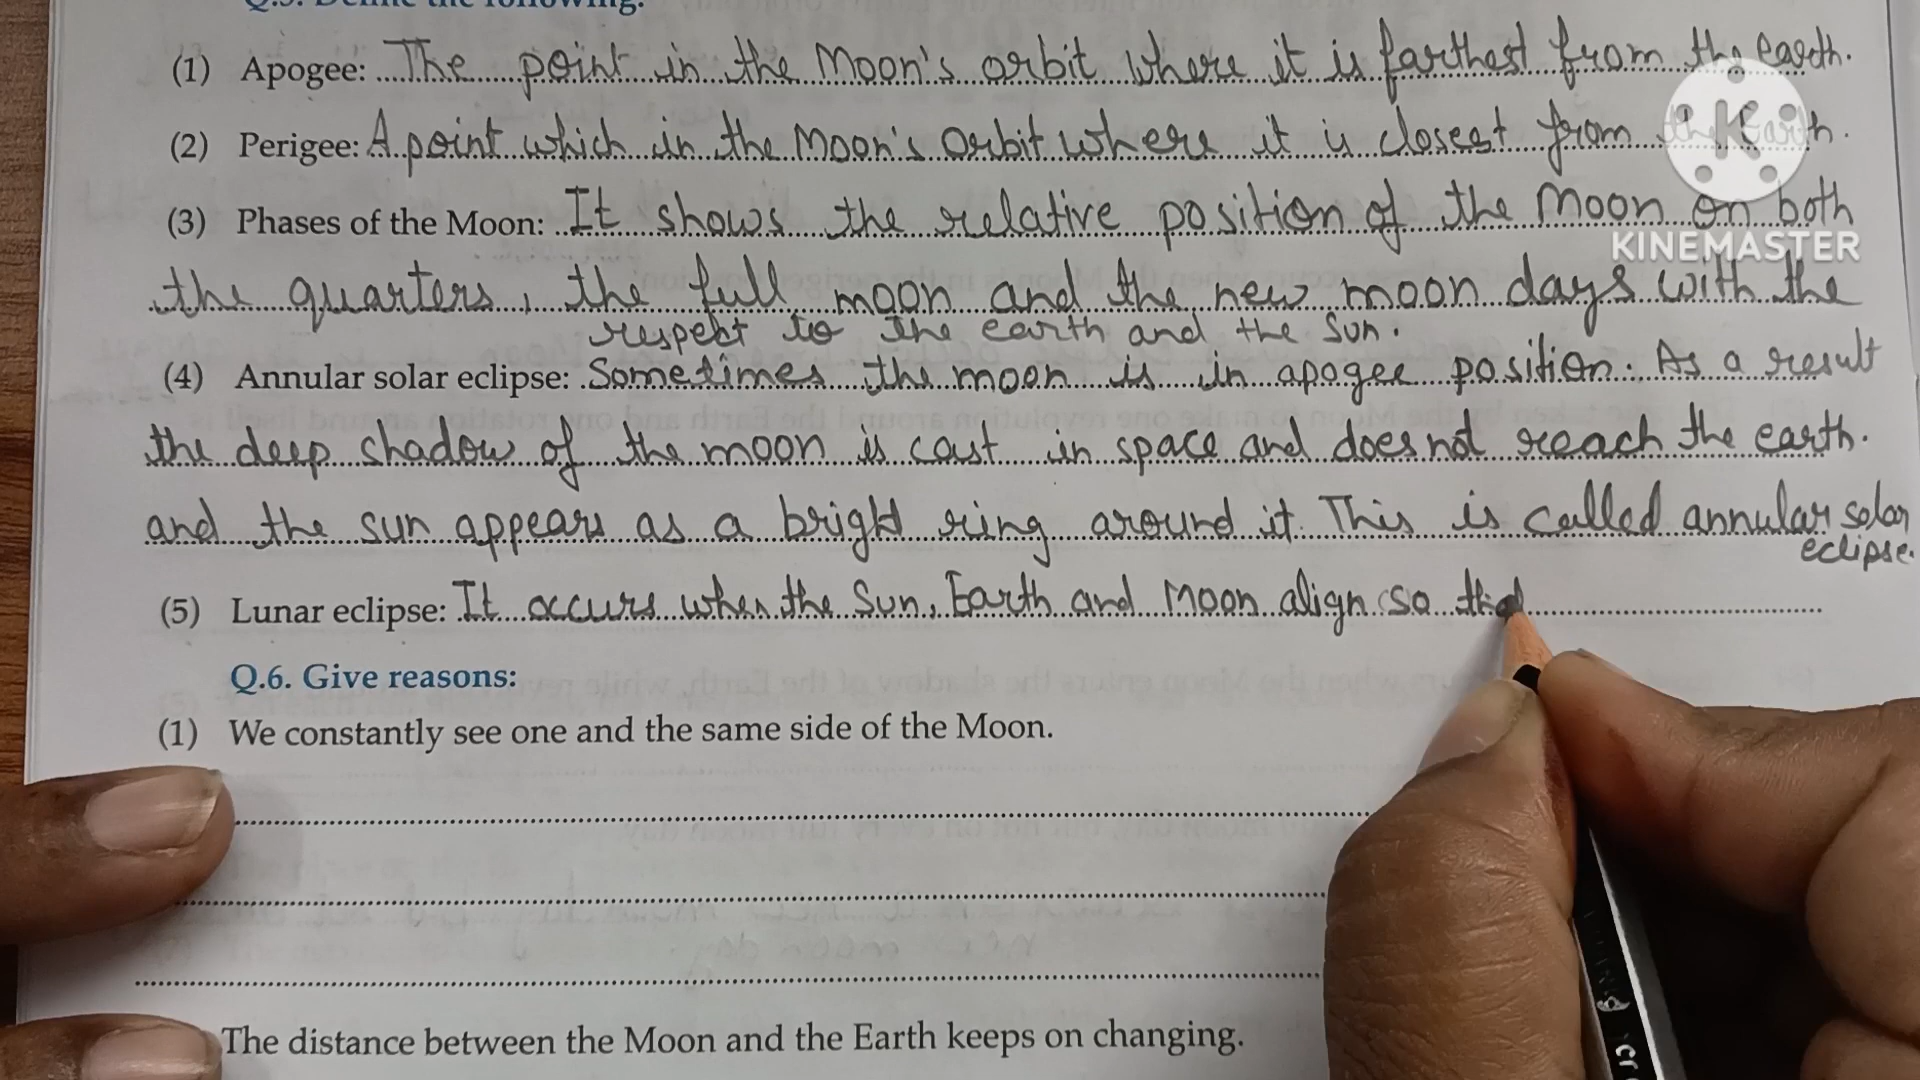 Q.5. Define the following:
(1) Apogee: The point in the Moon's orbit where it is farthest from the earth.
(2) Perigee: A point which in the Moon's orbit where it is closest from the Earth.
(3) Phases of the Moon: It shows the relative position of the Moon on both
KINEMASTER
the quarters, the full moon and the new moon days with the
respect to the earth and the Sun.
(4) Annular solar eclipse: Sometimes the moon is in apogee position. As a result
the deep shadow of the moon is cast in space and does not reach the earth.
and the sun appears as a bright ring around it. This is called annular solar
eclipse.
(5) Lunar eclipse: It occurs when the Sun, Earth and Moon align so that
Q.6. Give reasons:
(1) We constantly see one and the same side of the Moon.
The distance between the Moon and the Earth keeps on changing.